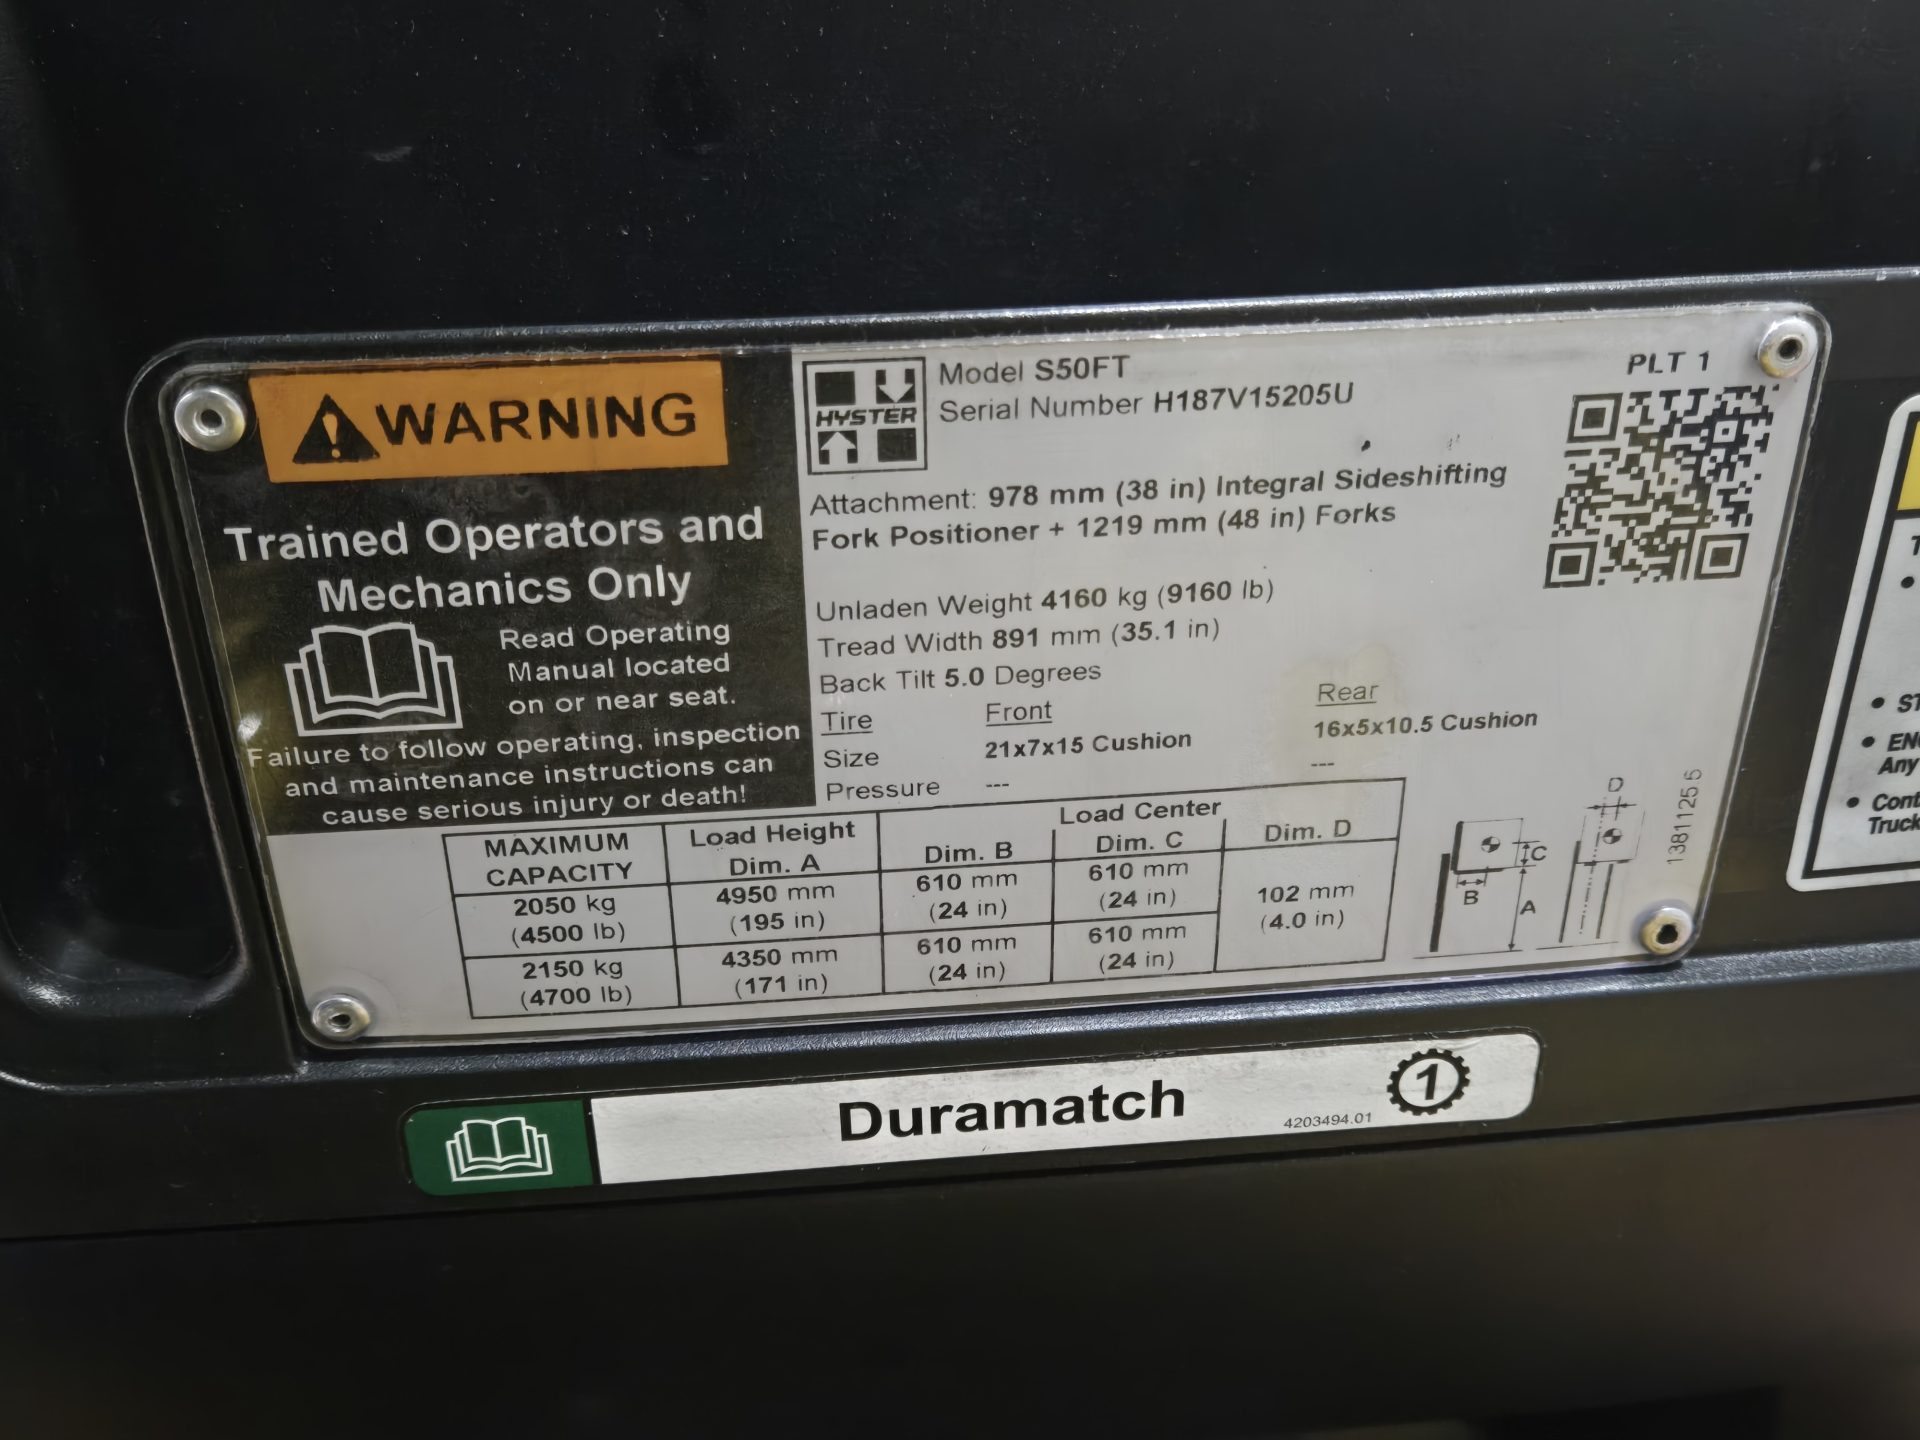 WARNING
Trained Operators and
Mechanics Only
Read Operating
Manual located
on or near seat.
Failure to follow operating, inspection
and maintenance instructions can
cause serious injury or death!
HYSTER
Model S50FT
Serial Number H187V15205U
PLT 1
Attachment: 978 mm (38 in) Integral Sideshifting
Fork Positioner + 1219 mm (48 in) Forks
Unladen Weight 4160 kg (9160 lb)
Tread Width 891 mm (35.1 in)
Back Tilt 5.0 Degrees
Tire Front Rear
Size 21x7x15 Cushion 16x5x10.5 Cushion
Pressure --- ---
MAXIMUM CAPACITY Load Height Dim. A Load Center Dim. B Dim. C Dim. D
2050 kg 4950 mm 610 mm 610 mm 102 mm
(4500 lb) (195 in) (24 in) (24 in) (4.0 in)
2150 kg 4350 mm 610 mm 610 mm
(4700 lb) (171 in) (24 in) (24 in)
D
C
B
A
138112515
Duramatch
4203494.01
1
• ST
• ENG
Any
• Cont
Truck